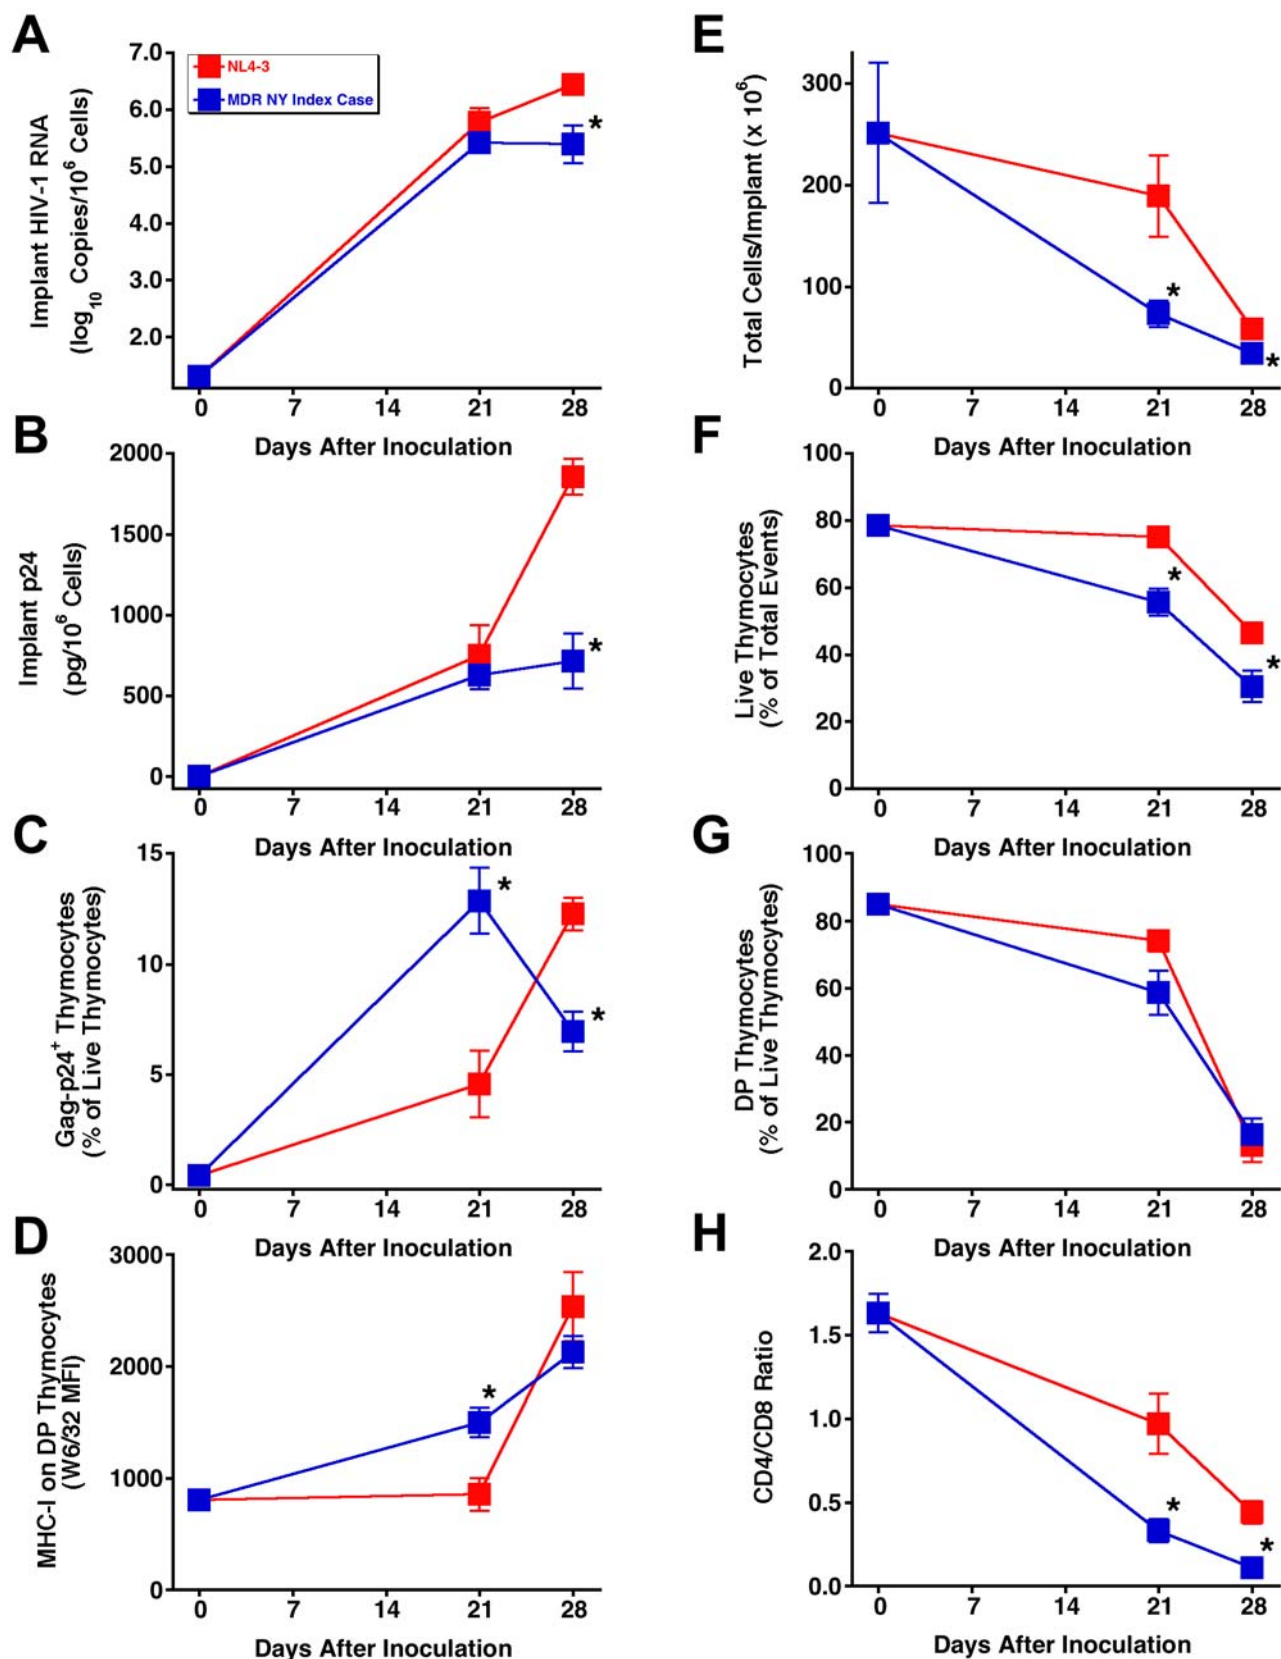 A
Implant HIV-1 RNA
(log10 Copies/10^6 Cells)
7.0
6.0
5.0
4.0
3.0
2.0
NL4-3
MDR NY Index Case
*
0 7 14 21 28
Days After Inoculation
B
Implant p24
(pg/10^6 Cells)
2000
1500
1000
500
0
*
0 7 14 21 28
Days After Inoculation
C
Gag-p24+ Thymocytes
(% of Live Thymocytes)
15
10
5
0
*
*
0 7 14 21 28
Days After Inoculation
D
MHC-I on DP Thymocytes
(W6/32 MFI)
3000
2000
1000
0
*
0 7 14 21 28
Days After Inoculation
E
Total Cells/Implant (x 10^6)
300
200
100
0
*
*
0 7 14 21 28
Days After Inoculation
F
Live Thymocytes
(% of Total Events)
100
80
60
40
20
0
*
*
0 7 14 21 28
Days After Inoculation
G
DP Thymocytes
(% of Live Thymocytes)
100
80
60
40
20
0
0 7 14 21 28
Days After Inoculation
H
CD4/CD8 Ratio
2.0
1.5
1.0
0.5
0.0
*
*
0 7 14 21 28
Days After Inoculation